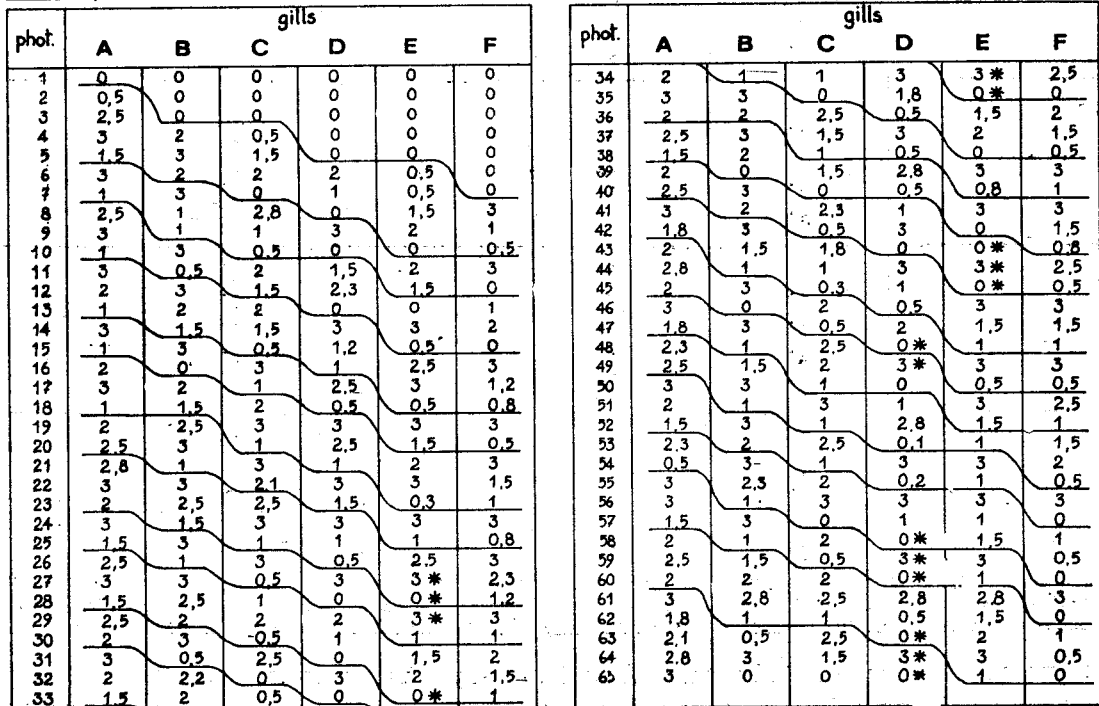 gills
phot. A B C D E F
1 0 0 0 0 0 0
2 0,5 0 0 0 0 0
3 2,5 0 0 0 0 0
4 3 2 0,5 0 0 0
5 1,5 3 1,5 0 0 0
6 3 2 2 2 0,5 0
7 1 3 0 1 0,5 0
8 2,5 1 2,8 0 1,5 3
9 3 1 1 3 2 1
10 1 3 0,5 0 0 0,5
11 3 0,5 2 1,5 2 3
12 2 3 1,5 2,3 1,5 0
13 1 2 2 0 0 1
14 3 1,5 1,5 3 3 2
15 1 3 0,5 1,2 0,5 0
16 2 0 3 1 2,5 3
17 3 2 1 2,5 3 1,2
18 1 1,5 2 0,5 0,5 0,8
19 2 2,5 3 3 3 3
20 2,5 3 1 2,5 1,5 0,5
21 2,8 1 3 1 2 3
22 3 3 2,1 3 3 1,5
23 2 2,5 2,5 1,5 0,3 1
24 3 1,5 3 3 3 3
25 1,5 3 1 1 1 0,8
26 2,5 1 3 0,5 2,5 3
27 3 3 0,5 3 3* 2,3
28 1,5 2,5 1 0 0* 1,2
29 2,5 2 2 2 3* 3
30 2 3 0,5 1 1 1
31 3 0,5 2,5 0 1,5 2
32 2 2,2 0 3 2 1,5
33 1,5 2 0,5 0 0* 1
gills
phot. A B C D E F
34 2 1 1 3 3* 2,5
35 3 3 0 1,8 0* 0
36 2 2 2,5 0,5 1,5 2
37 2,5 3 1,5 3 2 1,5
38 1,5 2 1 0,5 0 0,5
39 2 0 1,5 2,8 3 3
40 2,5 3 0 0,5 0,8 1
41 3 2 2,3 1 3 3
42 1,8 3 0,5 3 0 1,5
43 2 1,5 1,8 0 0* 0,8
44 2,8 1 1 3 3* 2,5
45 2 3 0,3 1 0* 0,5
46 3 0 2 0,5 3 3
47 1,8 3 0,5 2 1,5 1,5
48 2,3 1 2,5 0* 1 1
49 2,5 1,5 2 3* 3 3
50 3 3 1 0 0,5 0,5
51 2 1 3 1 3 2,5
52 1,5 3 1 2,8 1,5 1
53 2,3 2 2,5 0,1 1 1,5
54 0,5 3 1 3 3 2
55 3 2,3 2 0,2 1 0,5
56 3 1 3 3 3 3
57 1,5 3 0 1 1 0
58 2 1 2 0* 1,5 1
59 2,5 1,5 0,5 3* 3 0,5
60 2 2 2 0* 1 0
61 3 2,8 2,5 2,8 2,8 3
62 1,8 1 1 0,5 1,5 0
63 2,1 0,5 2,5 0* 2 1
64 2,8 3 1,5 3* 3 0,5
65 3 0 0 0* 1 0